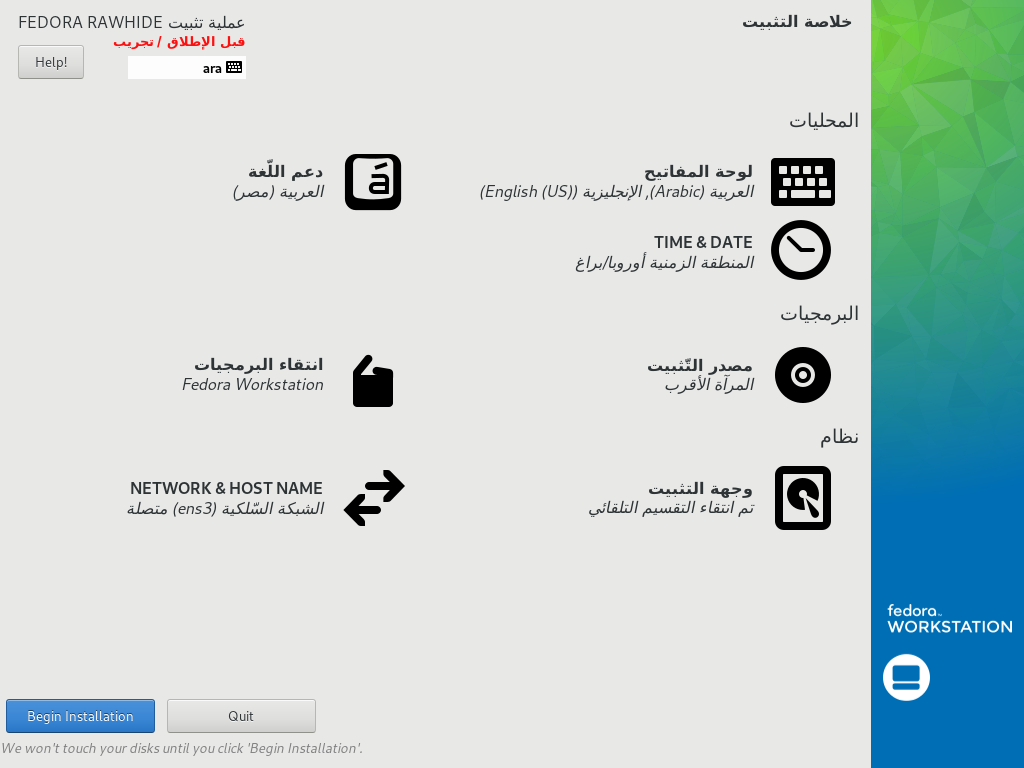 خلاصة التثبيت
عملية تثبيت FEDORA RAWHIDE
قبل الإطلاق / تجريب
ara
Help!
المحليات
لوحة المفاتيح
العربية (Arabic), الإنجليزية (English (US))
دعم اللّغة
العربية (مصر)
TIME & DATE
المنطقة الزمنية أوروبا/براغ
البرمجيات
مصدر التّثبيت
المرآة الأقرب
انتقاء البرمجيات
Fedora Workstation
نظام
وجهة التثبيت
تم انتقاء التقسيم التلقائي
NETWORK & HOST NAME
الشبكة السّلكية (ens3) متصلة
fedora
WORKSTATION
Begin Installation
Quit
We won't touch your disks until you click 'Begin Installation'.